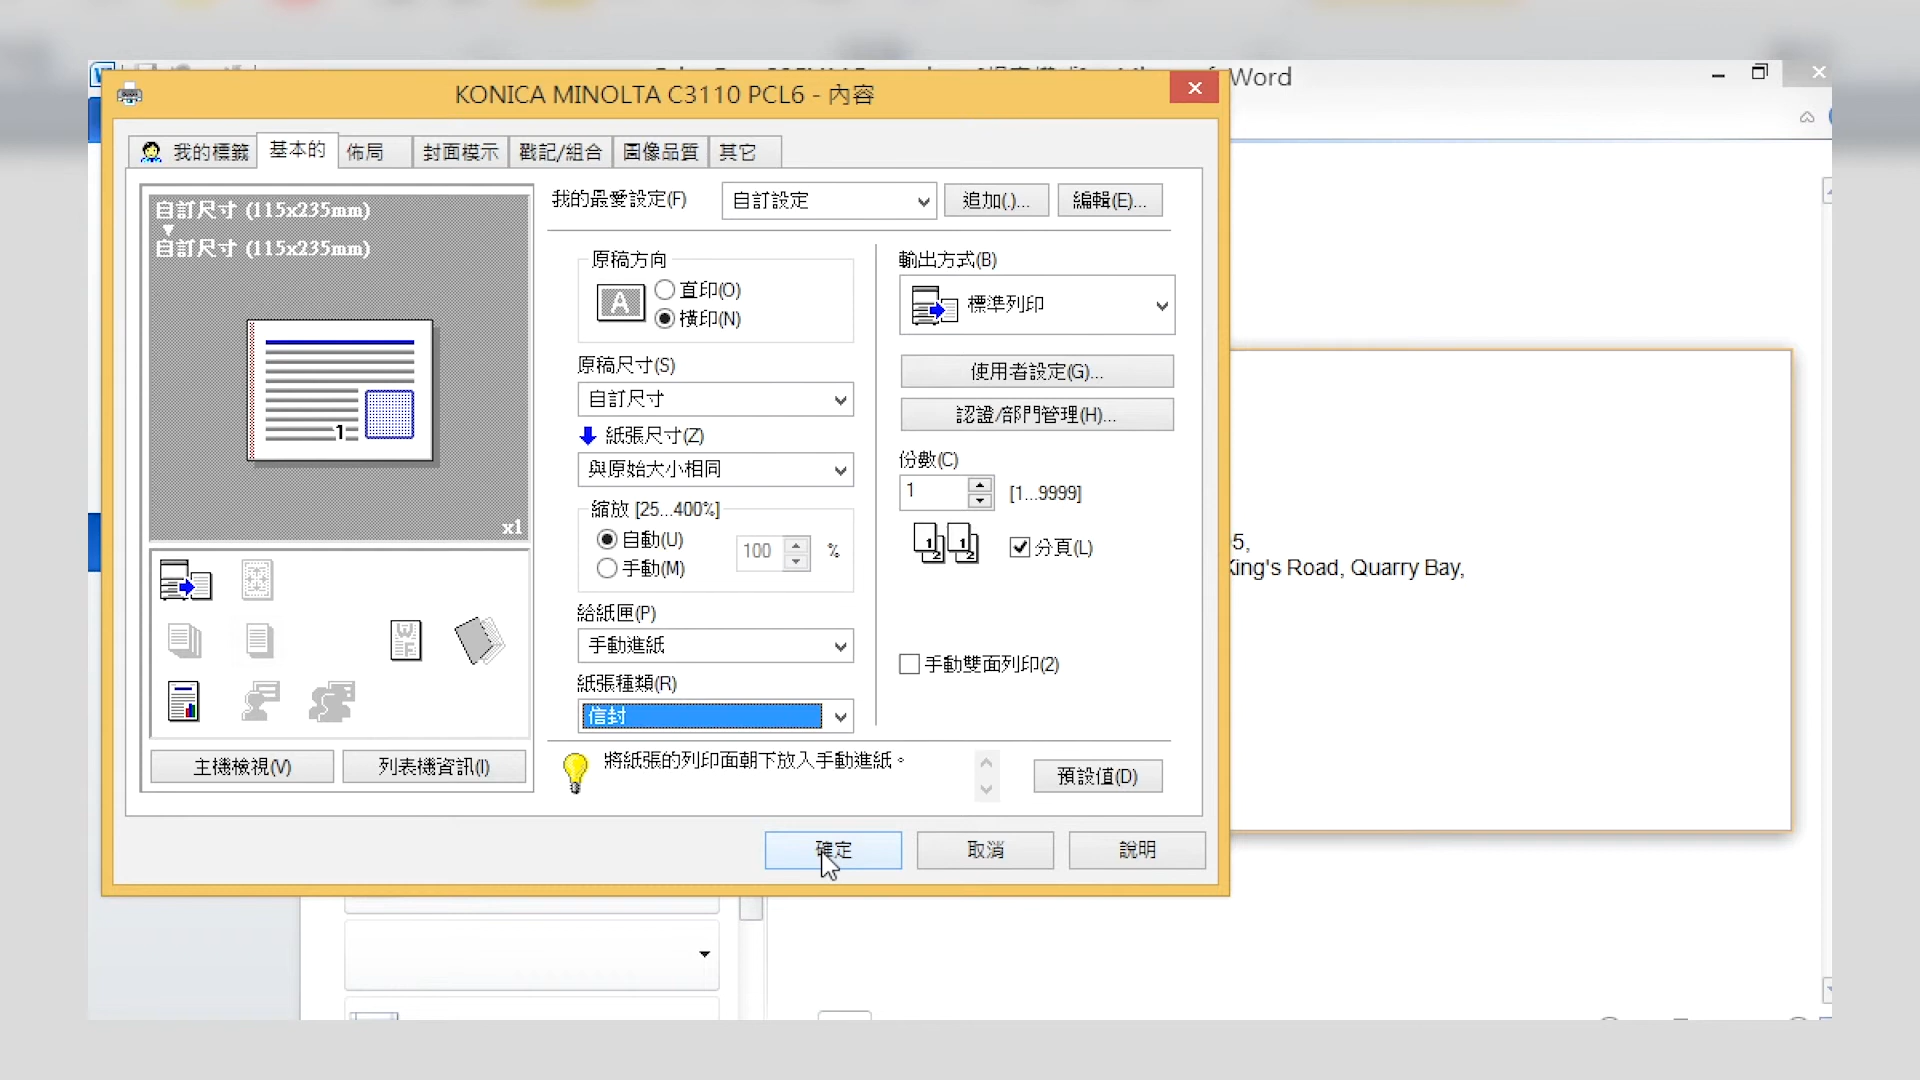 Word
KONICA MINOLTA C3110 PCL6 - 內容
我的標籤
基本的
佈局
封面模示
戳記/組合
圖像品質
其它
自訂尺寸 (115x235mm)
自訂尺寸 (115x235mm)
1
x1
主機檢視(V)
列表機資訊(I)
我的最愛設定(F)
自訂設定
追加(.)...
編輯(E)...
原稿方向
A
直印(O)
橫印(N)
原稿尺寸(S)
自訂尺寸
紙張尺寸(Z)
與原始大小相同
縮放 [25...400%]
自動(U)
手動(M)
100
%
給紙匣(P)
手動進紙
紙張種類(R)
信封
輸出方式(B)
標準列印
使用者設定(G)...
認證/部門管理(H)...
份數(C)
1
[1...9999]
分頁(L)
手動雙面列印(2)
將紙張的列印面朝下放入手動進紙。
預設值(D)
確定
取消
說明
5,
King's Road, Quarry Bay,